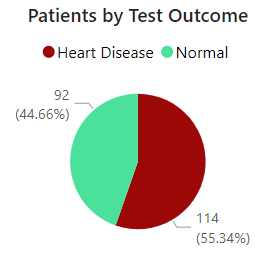 Patients by Test Outcome
Heart Disease Normal
92
(44.66%)
114
(55.34%)